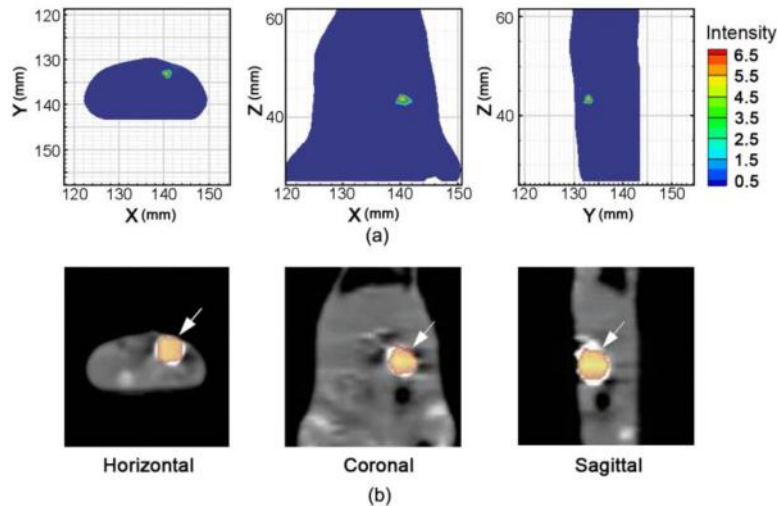 120
130
140
150
Y (mm)
120 130 140 150
X (mm)
60
40
Z (mm)
120 130 140 150
X (mm)
60
40
Z (mm)
120 130 140 150
Y (mm)
Intensity
6.5
5.5
4.5
3.5
2.5
1.5
0.5
(a)
Horizontal Coronal Sagittal
(b)